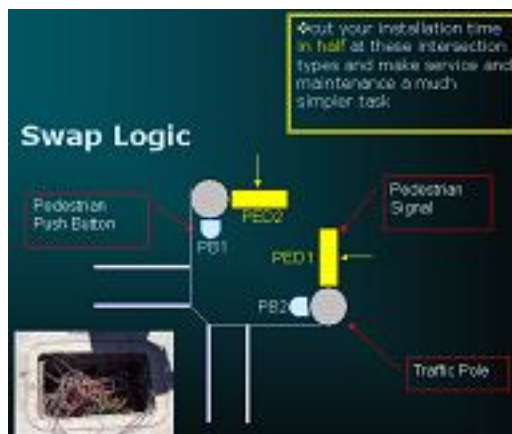 ❖cut your installation time
in half at these intersection
types and make service and
maintenance a much
simpler task
Swap Logic
Pedestrian
Push Button
PED2
Pedestrian
Signal
PB1
PED1
PB2
Traffic Pole